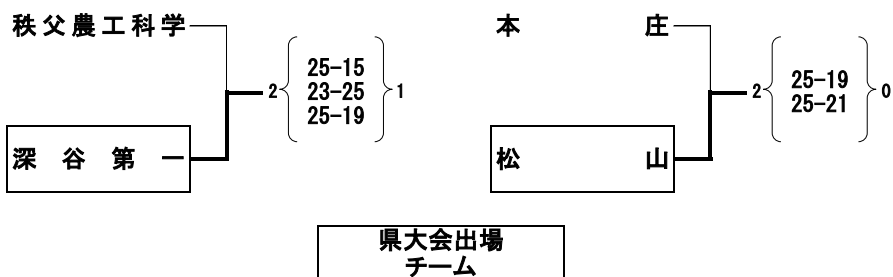 秩父農工科学
2 25-15 1
23-25
25-19
深谷第一
本庄
2 25-19 0
25-21
松山
県大会出場
チーム